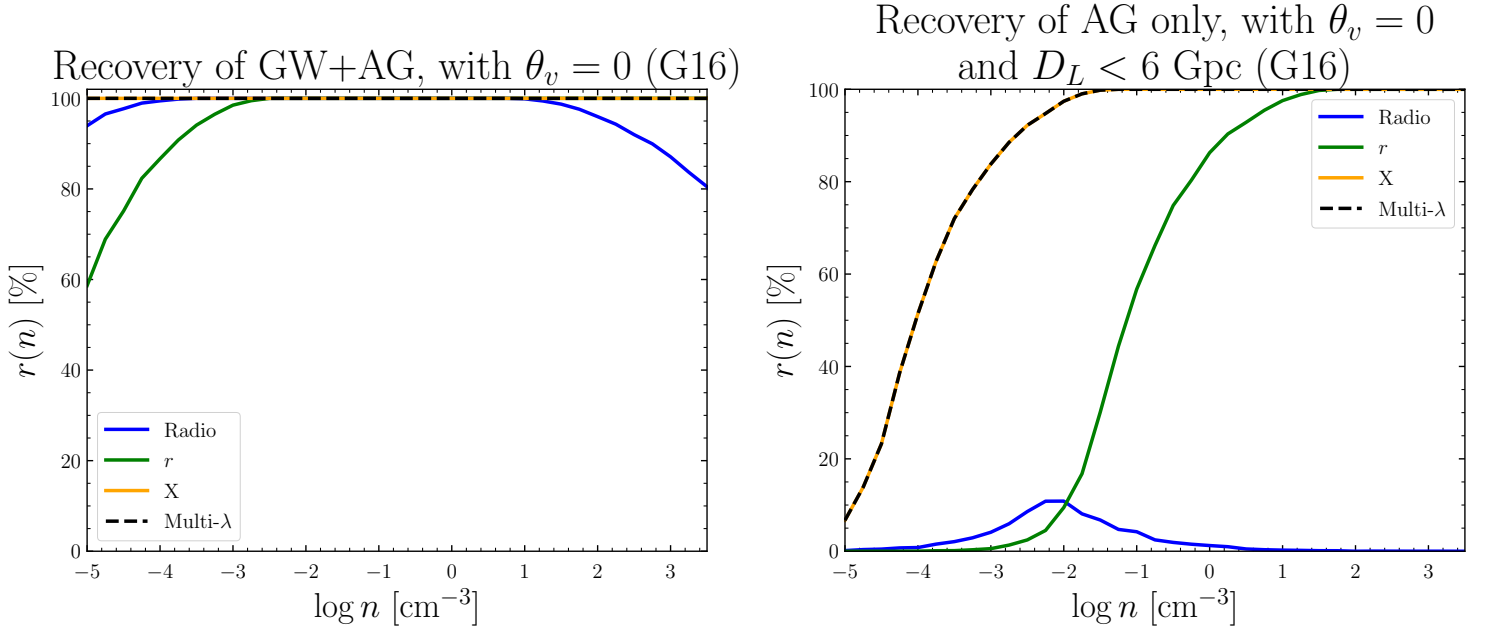 Recovery of GW+AG, with θ_v = 0 (G16)
r(n) [%]
100
80
60
40
20
0
Radio
r
X
Multi-λ
−5
−4
−3
−2
−1
0
1
2
3
log n [cm⁻³]
Recovery of AG only, with θ_v = 0
and D_L < 6 Gpc (G16)
r(n) [%]
100
80
60
40
20
0
Radio
r
X
Multi-λ
−5
−4
−3
−2
−1
0
1
2
3
log n [cm⁻³]